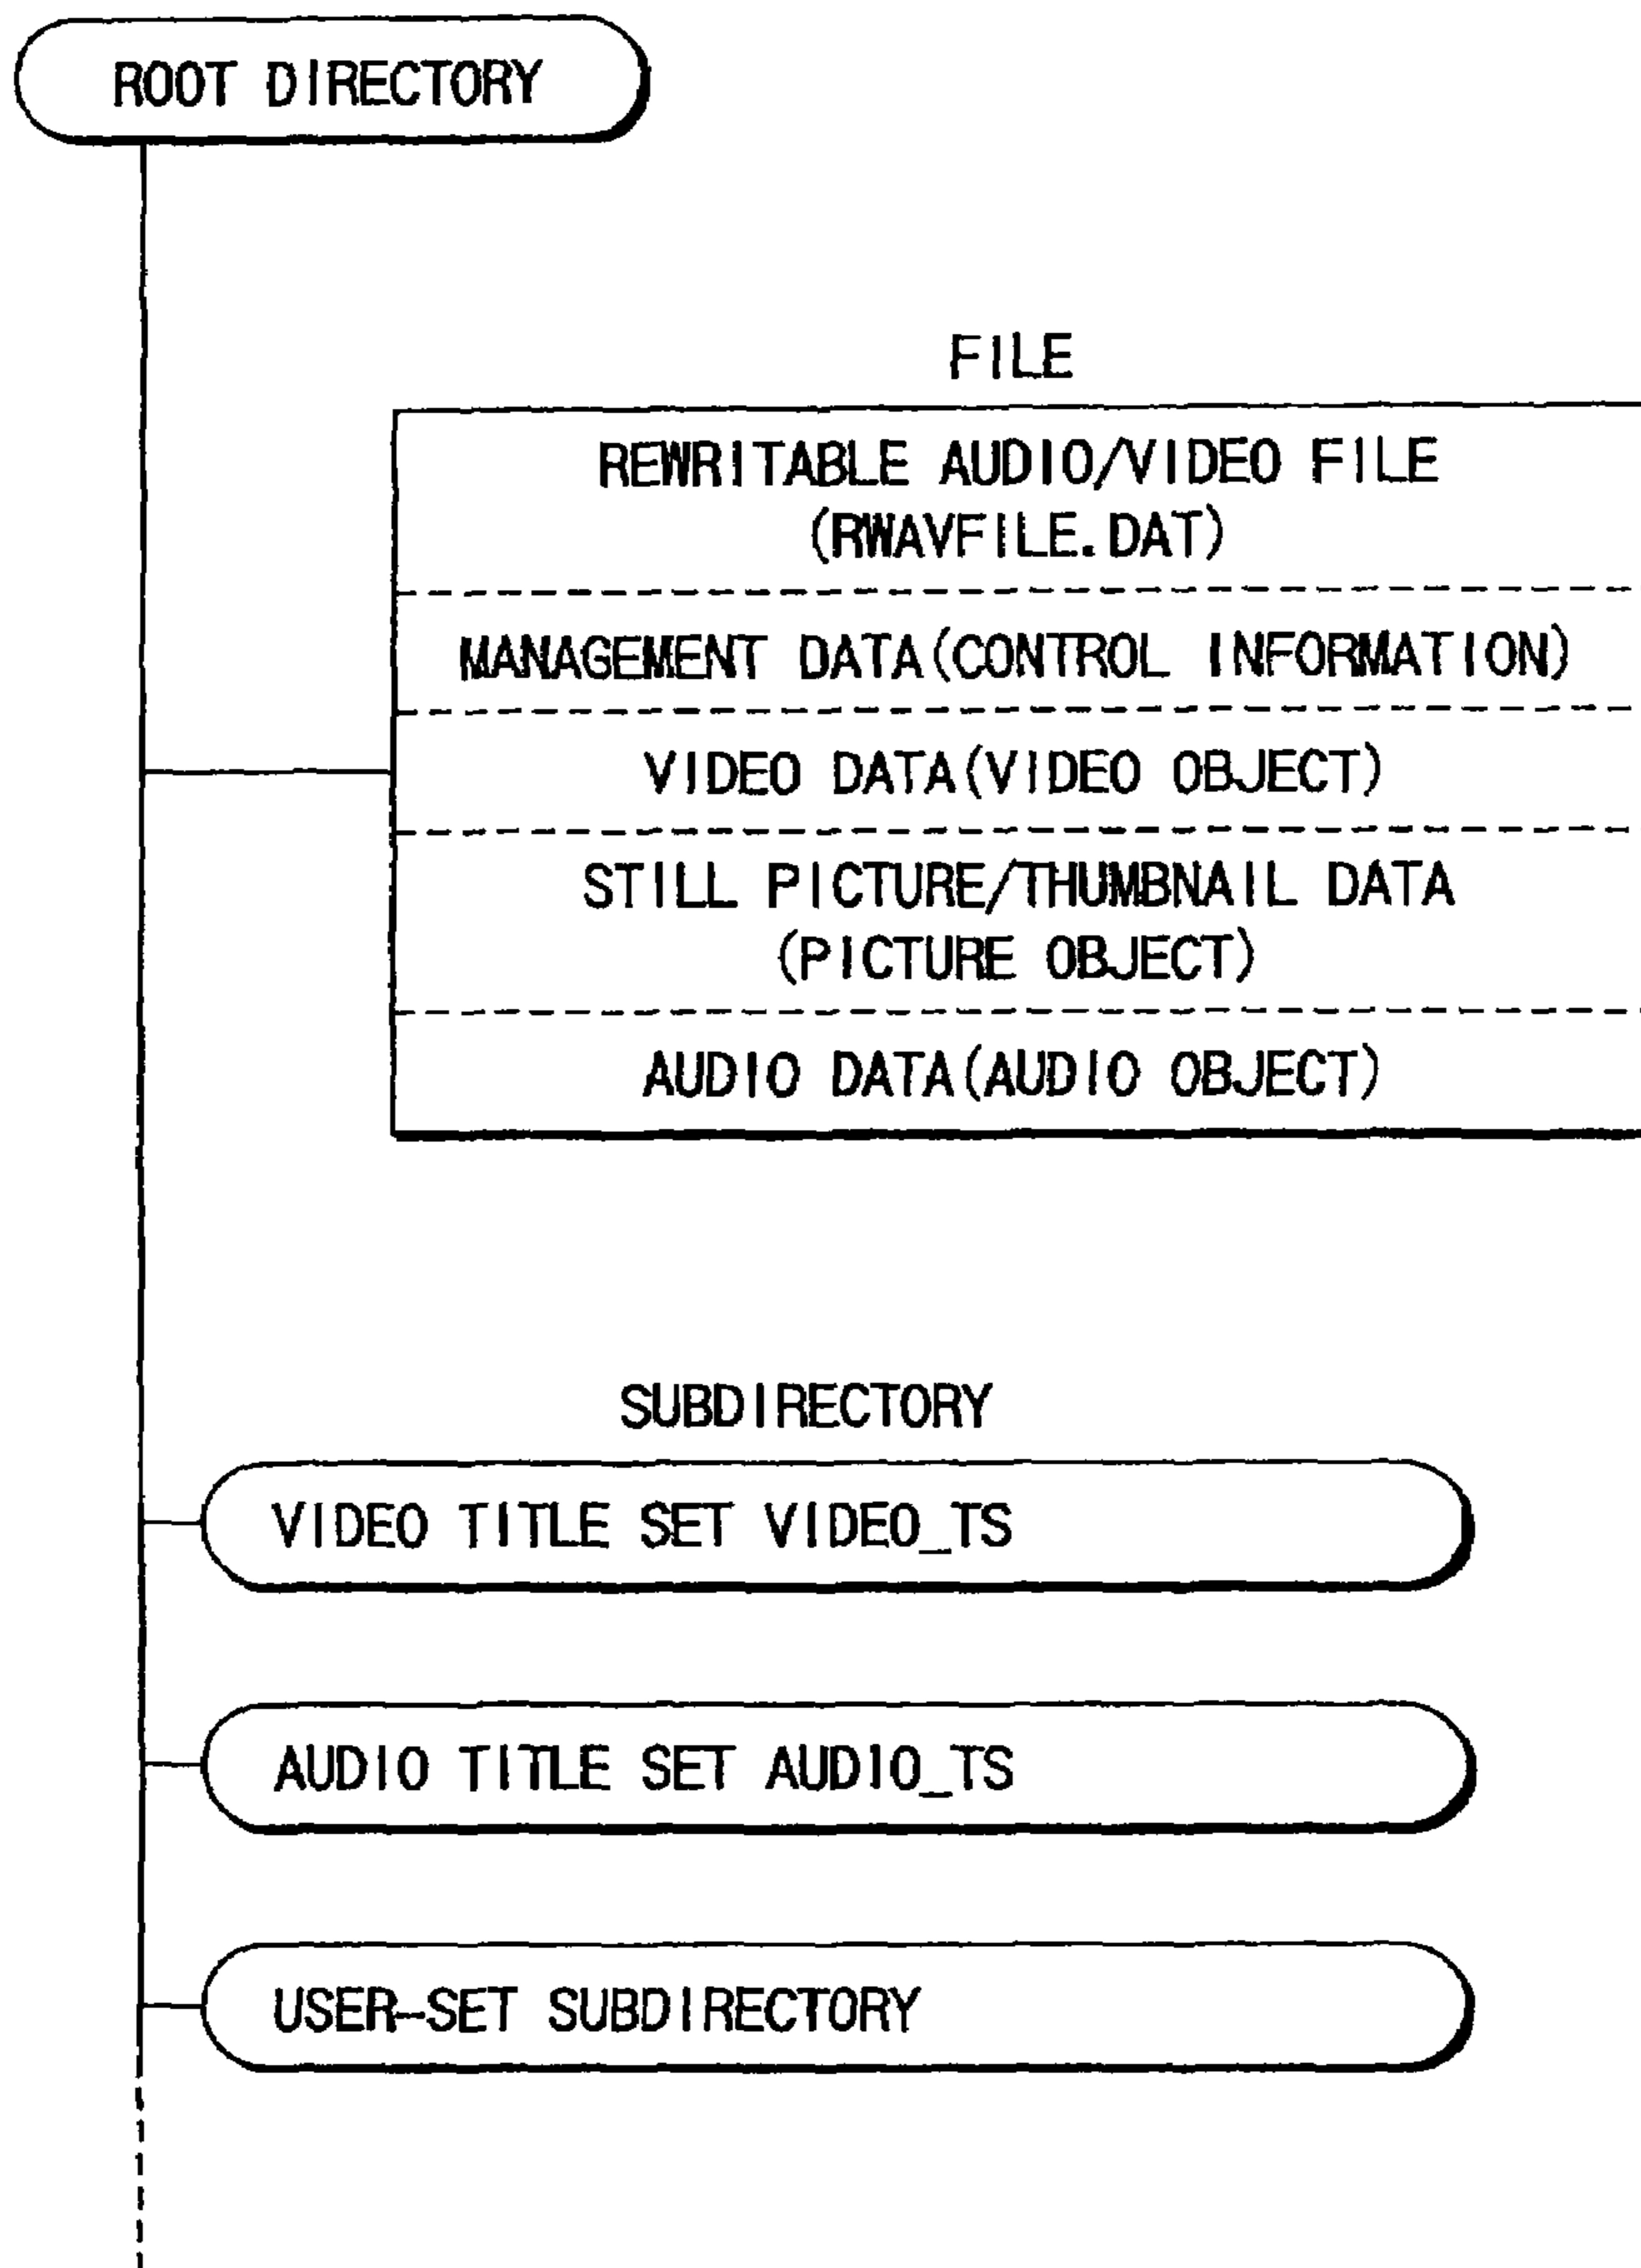 ROOT DIRECTORY
FILE
REWRITABLE AUDIO/VIDEO FILE
(RWAVFILE.DAT)
MANAGEMENT DATA(CONTROL INFORMATION)
VIDEO DATA(VIDEO OBJECT)
STILL PICTURE/THUMBNAIL DATA
(PICTURE OBJECT)
AUDIO DATA(AUDIO OBJECT)
SUBDIRECTORY
VIDEO TITLE SET VIDEO_TS
AUDIO TITLE SET AUDIO_TS
USER-SET SUBDIRECTORY